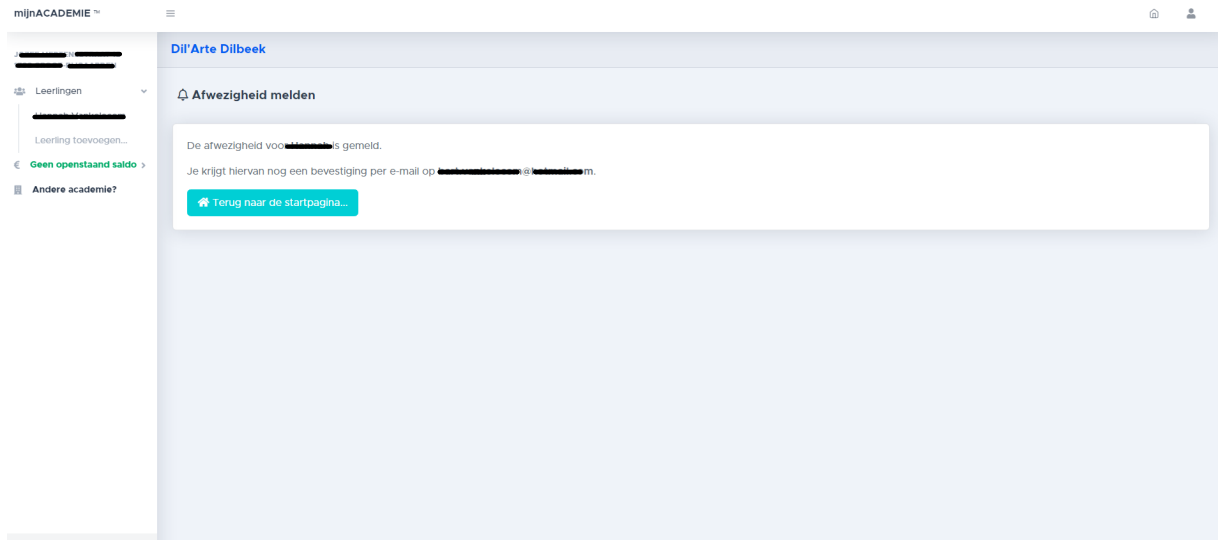 mijnACADEMIE ™
Dil'Arte Dilbeek
Leerlingen
Leerling toevoegen...
Geen openstaand saldo
Andere academie?
Afwezigheid melden
De afwezigheid voor is gemeld.
Je krijgt hiervan nog een bevestiging per e-mail op @
Terug naar de startpagina...